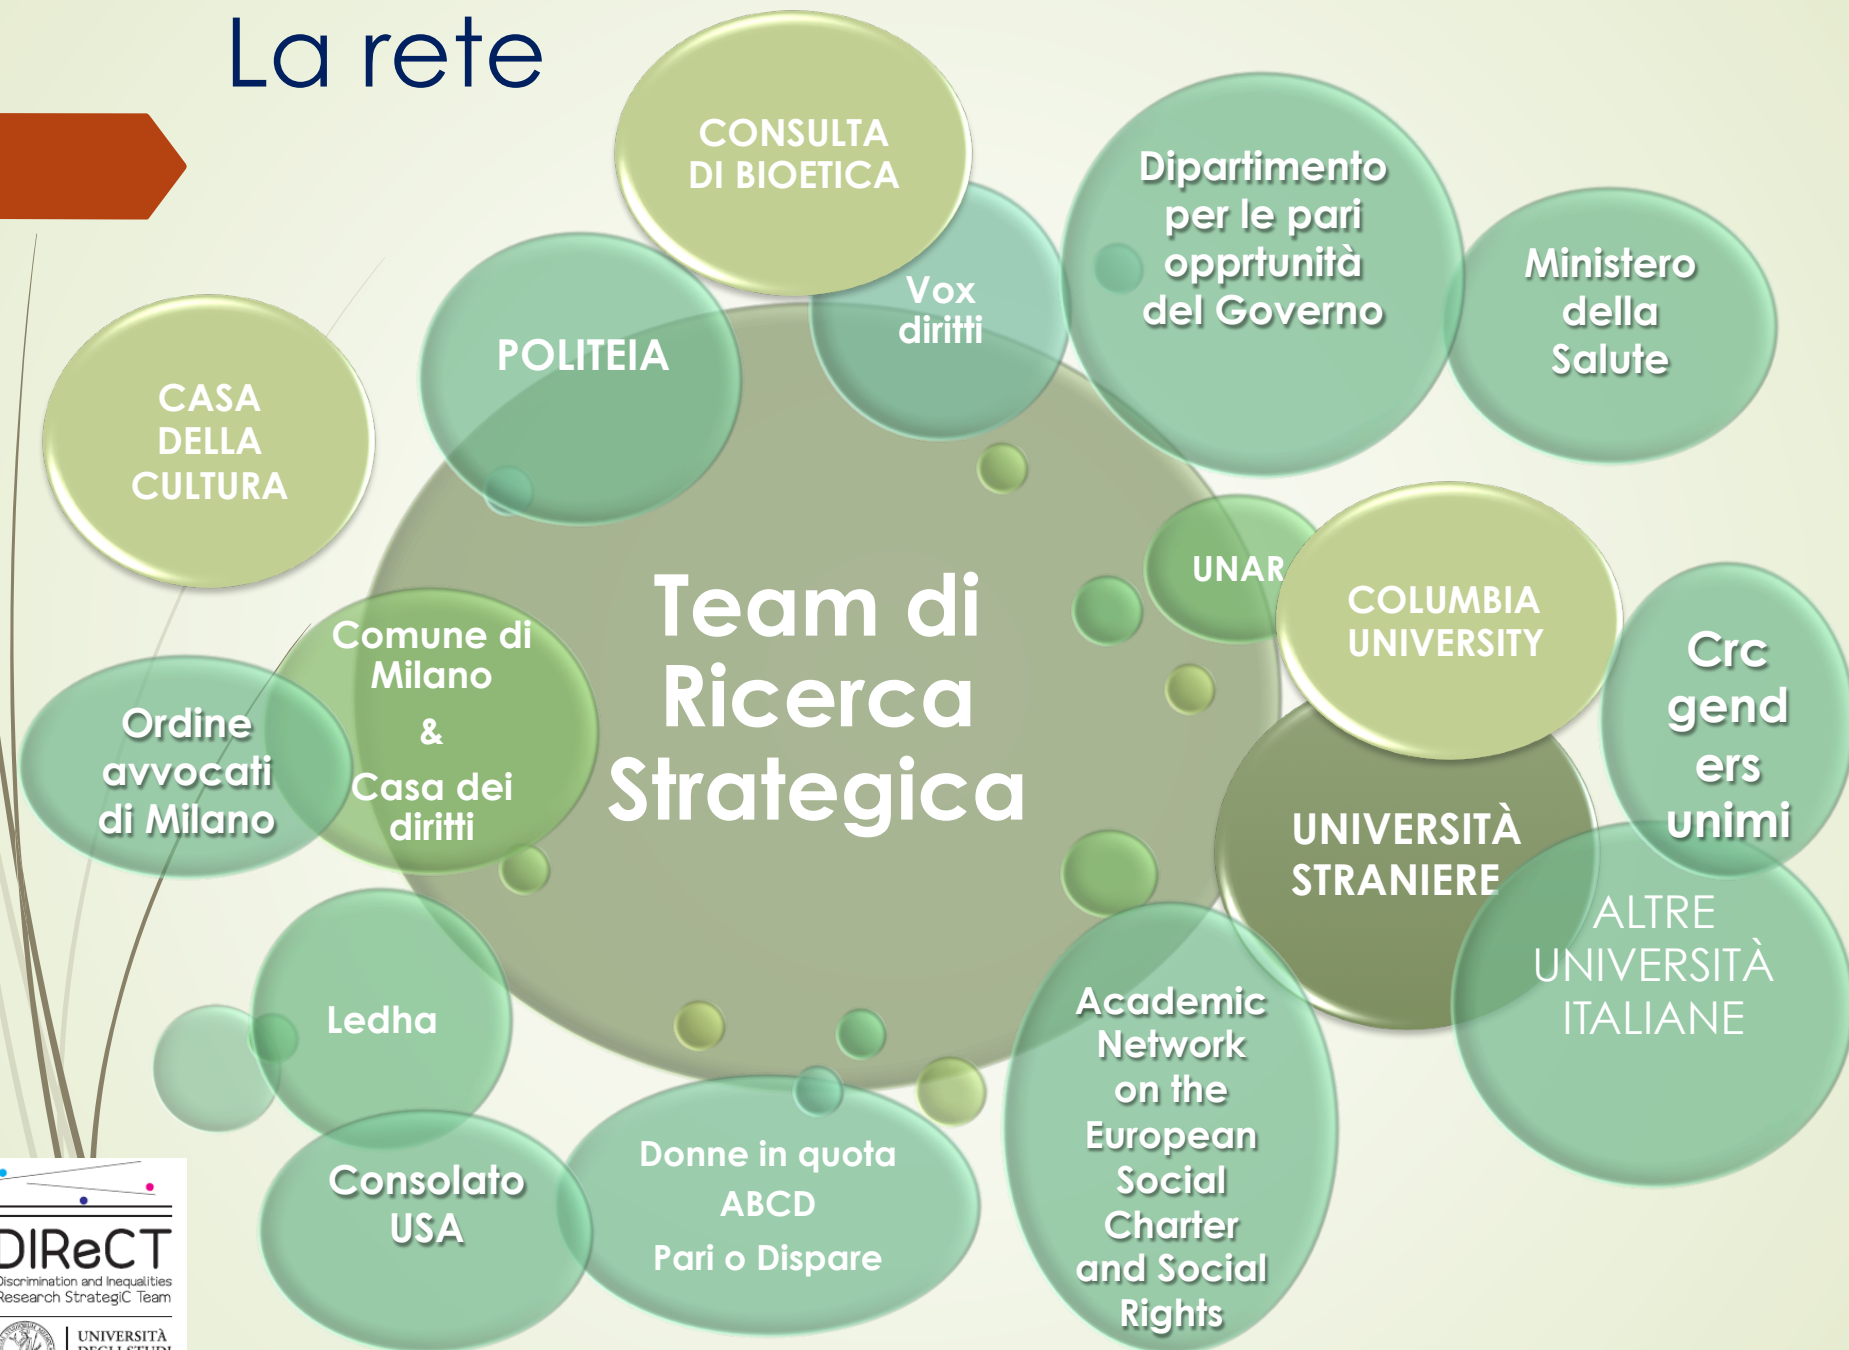 La rete
CONSULTA
DI BIOETICA
Dipartimento
per le pari
opprtunità
del Governo
Ministero
della
Salute
Vox
diritti
POLITEIA
CASA
DELLA
CULTURA
Team di
Ricerca
Strategica
UNAR
COLUMBIA
UNIVERSITY
Crc
gend
ers
unimi
Comune di
Milano
&
Casa dei
diritti
Ordine
avvocati
di Milano
UNIVERSITÀ
STRANIERE
ALTRE
UNIVERSITÀ
ITALIANE
Ledha
Academic
Network
on the
European
Social
Charter
and Social
Rights
Consolato
USA
Donne in quota
ABCD
Pari o Dispare
DIReCT
Discrimination and Inequalities
Research StrategiC Team
UNIVERSITÀ
DEGLI STUDI